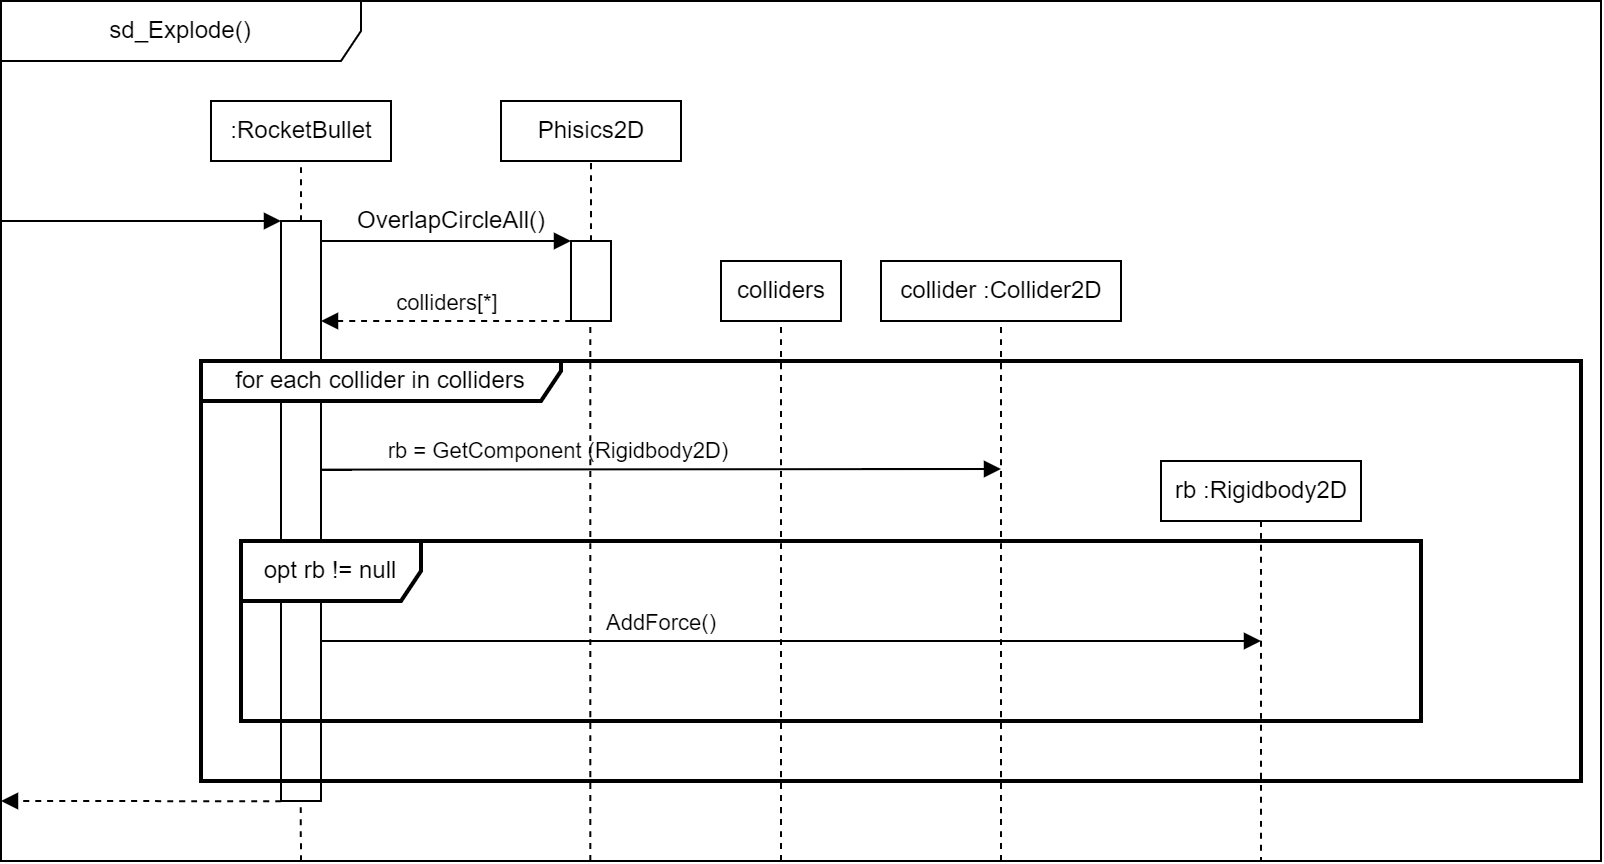 sd_Explode()
:RocketBullet
Phisics2D
OverlapCircleAll()
colliders[*]
colliders
collider :Collider2D
for each collider in colliders
rb = GetComponent (Rigidbody2D)
rb :Rigidbody2D
opt rb != null
AddForce()